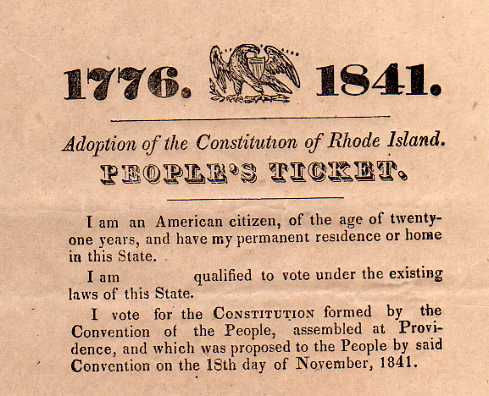 1776. 1841.
Adoption of the Constitution of Rhode Island.
PEOPLE'S TICKET.
I am an American citizen, of the age of twenty-
one years, and have my permanent residence or home
in this State.
I am qualified to vote under the existing
laws of this State.
I vote for the CONSTITUTION formed by the
Convention of the People, assembled at Provi-
dence, and which was proposed to the People by said
Convention on the 18th day of November, 1841.